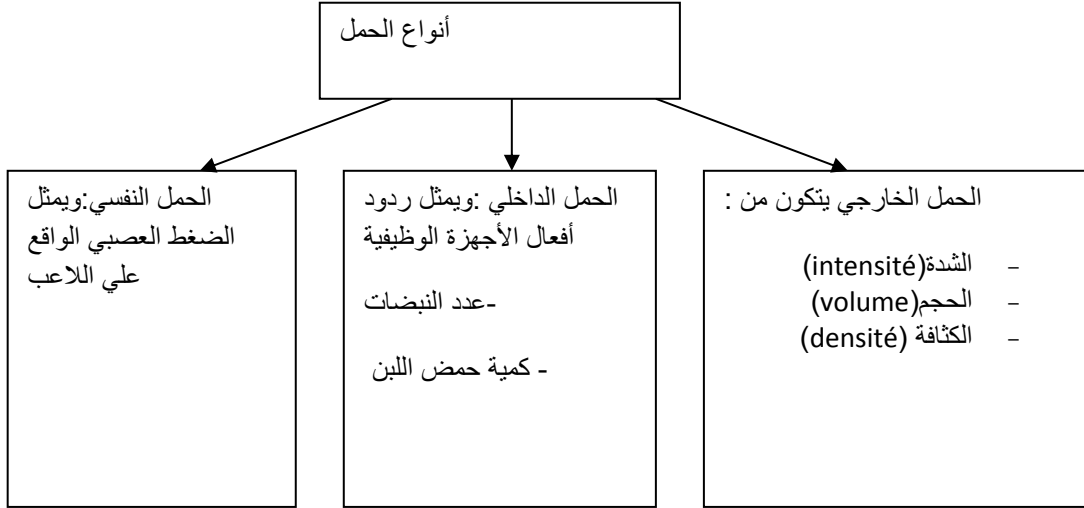 أنواع الحمل
الحمل الخارجي يتكون من :
- الشدة(intensité)
- الحجم(volume)
- الكثافة (densité)
الحمل الداخلي :ويمثل ردود
أفعال الأجهزة الوظيفية
-عدد النبضات
- كمية حمض اللبن
الحمل النفسي:ويمثل
الضغط العصبي الواقع
علي اللاعب